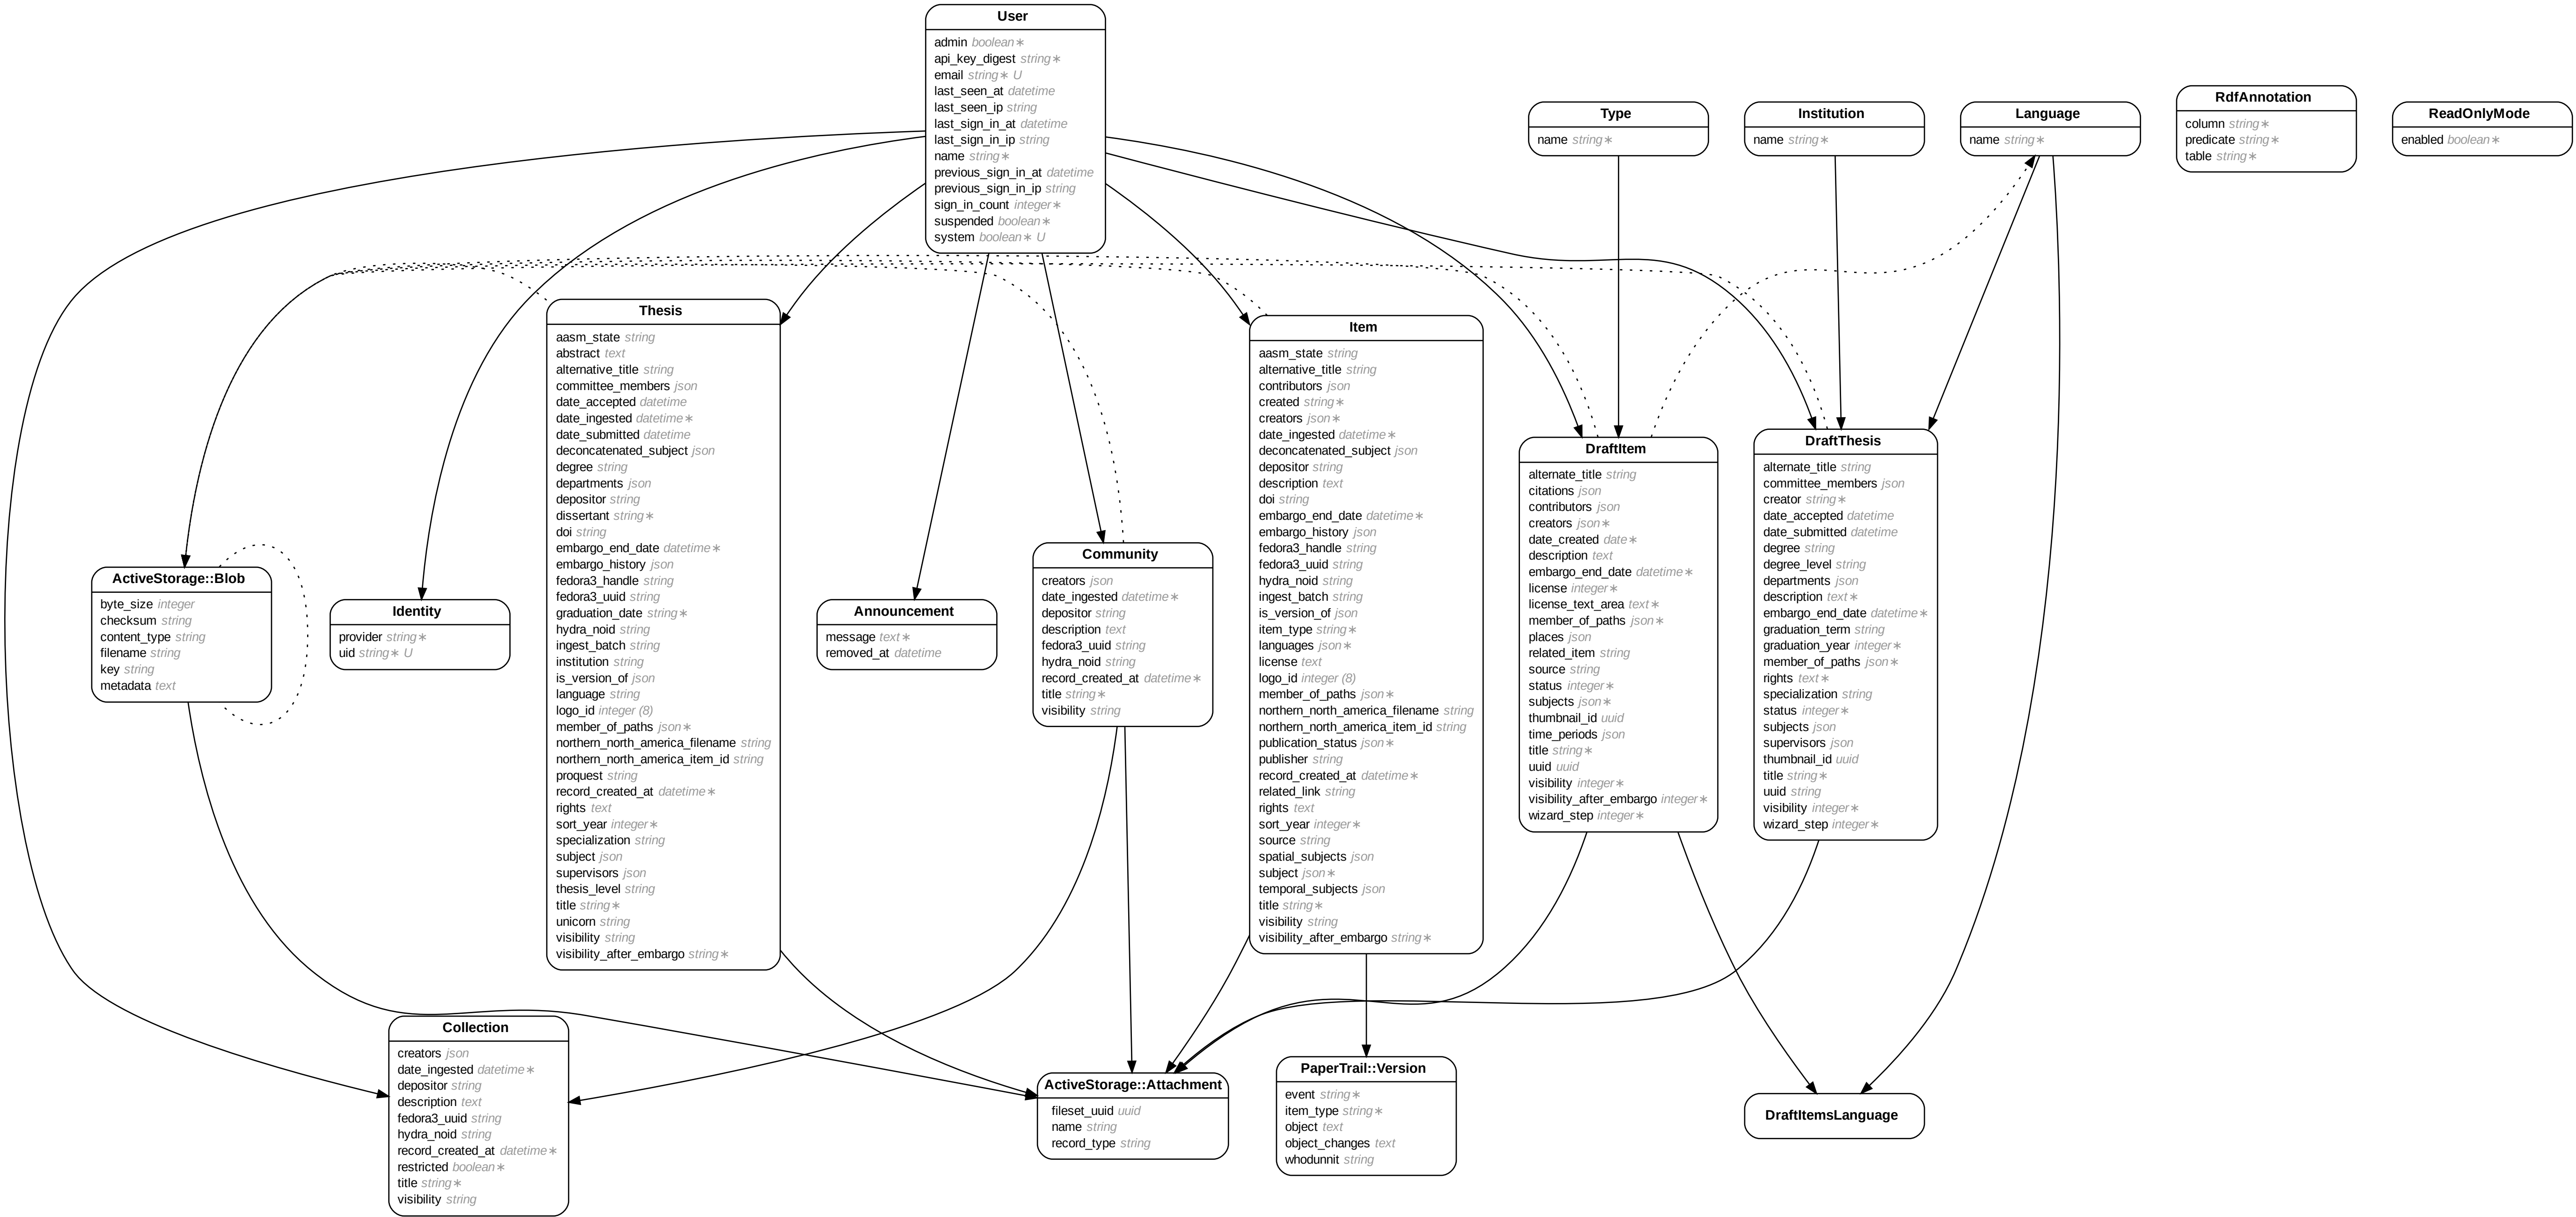 User
admin boolean ∗
api_key_digest string ∗
email string ∗ U
last_seen_at datetime
last_seen_ip string
last_sign_in_at datetime
last_sign_in_ip string
name string ∗
previous_sign_in_at datetime
previous_sign_in_ip string
sign_in_count integer ∗
suspended boolean ∗
system boolean ∗ U
Type
name string ∗
Institution
name string ∗
Language
name string ∗
RdfAnnotation
column string ∗
predicate string ∗
table string ∗
ReadOnlyMode
enabled boolean ∗
Thesis
aasm_state string
abstract text
alternative_title string
committee_members json
date_accepted datetime
date_ingested datetime ∗
date_submitted datetime
deconcatenated_subject json
degree string
departments json
depositor string
dissertant string ∗
doi string
embargo_end_date datetime ∗
embargo_history json
fedora3_handle string
fedora3_uuid string
graduation_date string ∗
hydra_noid string
ingest_batch string
institution string
is_version_of json
language string
logo_id integer (8)
member_of_paths json ∗
northern_north_america_filename string
northern_north_america_item_id string
proquest string
record_created_at datetime ∗
rights text
sort_year integer ∗
specialization string
subject json
supervisors json
thesis_level string
title string ∗
unicorn string
visibility string
visibility_after_embargo string ∗
Item
aasm_state string
alternative_title string
contributors json
created string ∗
creators json ∗
date_ingested datetime ∗
deconcatenated_subject json
depositor string
description text
doi string
embargo_end_date datetime ∗
embargo_history json
fedora3_handle string
fedora3_uuid string
hydra_noid string
ingest_batch string
is_version_of json
item_type string ∗
languages json ∗
license text
logo_id integer (8)
member_of_paths json ∗
northern_north_america_filename string
northern_north_america_item_id string
publication_status json ∗
publisher string
record_created_at datetime ∗
related_link string
rights text
sort_year integer ∗
source string
spatial_subjects json
subject json ∗
temporal_subjects json
title string ∗
visibility string
visibility_after_embargo string ∗
DraftItem
alternate_title string
citations json
contributors json
creators json ∗
date_created date ∗
description text
embargo_end_date datetime ∗
license integer ∗
license_text_area text ∗
member_of_paths json ∗
places json
related_item string
source string
status integer ∗
subjects json ∗
thumbnail_id uuid
time_periods json
title string ∗
uuid uuid
visibility integer ∗
visibility_after_embargo integer ∗
wizard_step integer ∗
DraftThesis
alternate_title string
committee_members json
creator string ∗
date_accepted datetime
date_submitted datetime
degree string
degree_level string
departments json
description text ∗
embargo_end_date datetime ∗
graduation_term string
graduation_year integer ∗
member_of_paths json ∗
rights text ∗
specialization string
status integer ∗
subjects json
supervisors json
thumbnail_id uuid
title string ∗
uuid string
visibility integer ∗
wizard_step integer ∗
ActiveStorage::Blob
byte_size integer
checksum string
content_type string
filename string
key string
metadata text
Identity
provider string ∗
uid string ∗ U
Announcement
message text ∗
removed_at datetime
Community
creators json
date_ingested datetime ∗
depositor string
description text
fedora3_uuid string
hydra_noid string
record_created_at datetime ∗
title string ∗
visibility string
Collection
creators json
date_ingested datetime ∗
depositor string
description text
fedora3_uuid string
hydra_noid string
record_created_at datetime ∗
restricted boolean ∗
title string ∗
visibility string
ActiveStorage::Attachment
fileset_uuid uuid
name string
record_type string
PaperTrail::Version
event string ∗
item_type string ∗
object text
object_changes text
whodunnit string
DraftItemsLanguage